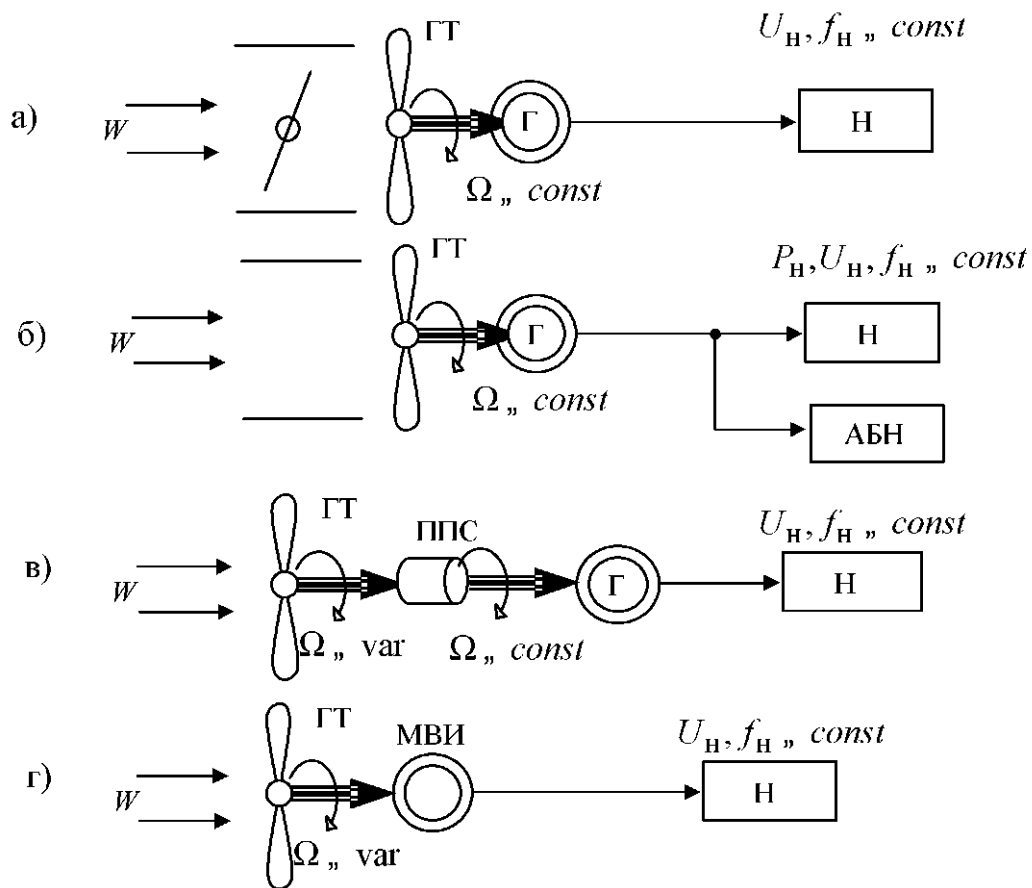 ГТ
U_Н, f_Н „ const
а)
W
Г
Н
Ω „ const
ГТ
P_Н, U_Н, f_Н „ const
б)
W
Г
Н
Ω „ const
АБН
ГТ
ППС
U_Н, f_Н „ const
в)
W
Г
Н
Ω „ var
Ω „ const
ГТ
МВИ
U_Н, f_Н „ const
г)
W
Н
Ω „ var